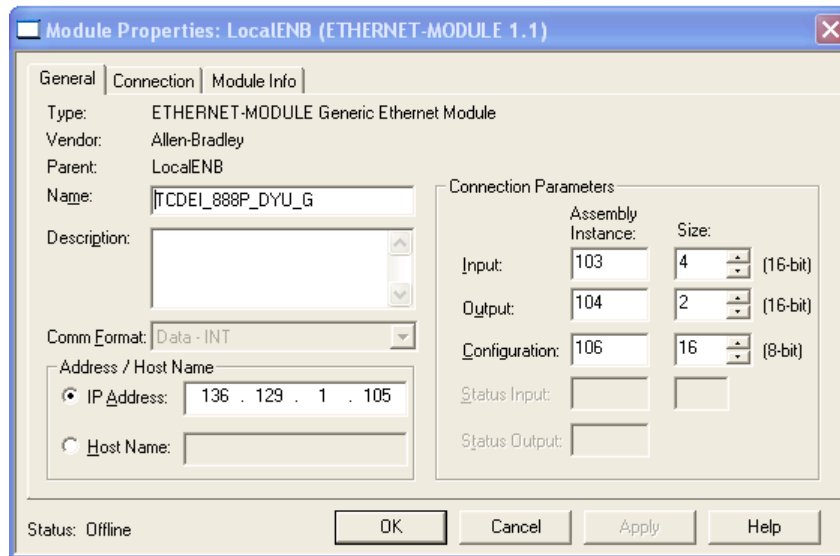 Module Properties: LocalENB (ETHERNET-MODULE 1.1)
General Connection Module Info
Type: ETHERNET-MODULE Generic Ethernet Module
Vendor: Allen-Bradley
Parent: LocalENB
Name: TCDEI_888P_DYU_G
Description:
Comm Format: Data - INT
Address / Host Name
IP Address: 136 . 129 . 1 . 105
Host Name:
Connection Parameters
Assembly Instance: Size:
Input: 103 4 (16-bit)
Output: 104 2 (16-bit)
Configuration: 106 16 (8-bit)
Status Input:
Status Output:
Status: Offline OK Cancel Apply Help